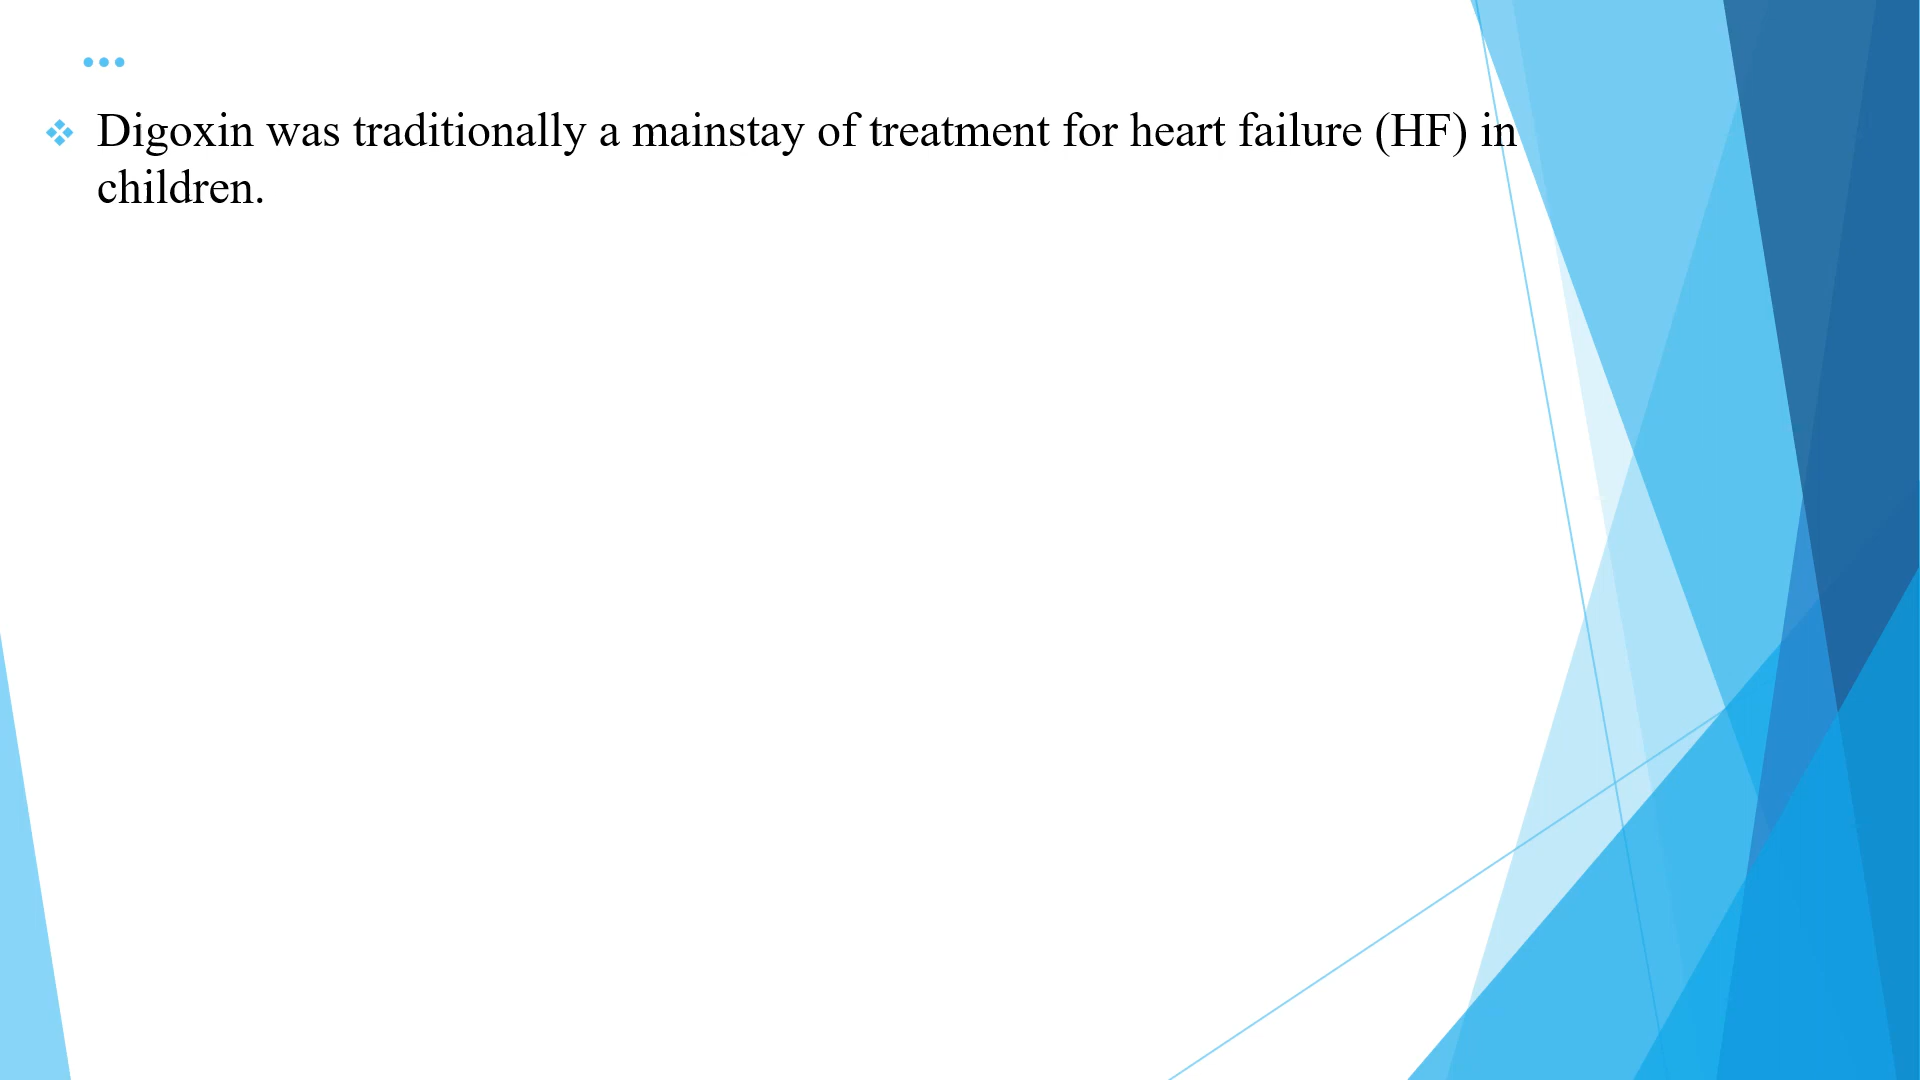 ...
Digoxin was traditionally a mainstay of treatment for heart failure (HF) in
children.